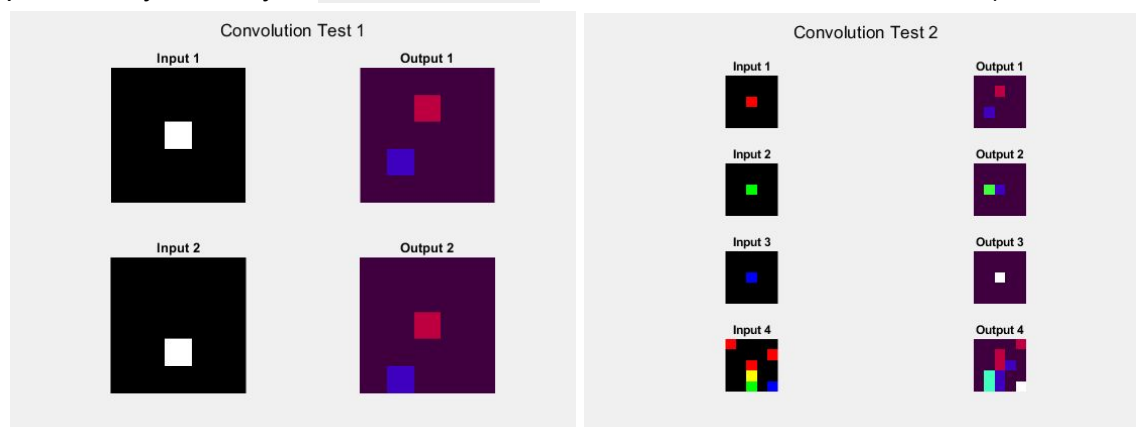 Convolution Test 1
Input 1 Output 1
Input 2 Output 2
Convolution Test 2
Input 1 Output 1
Input 2 Output 2
Input 3 Output 3
Input 4 Output 4